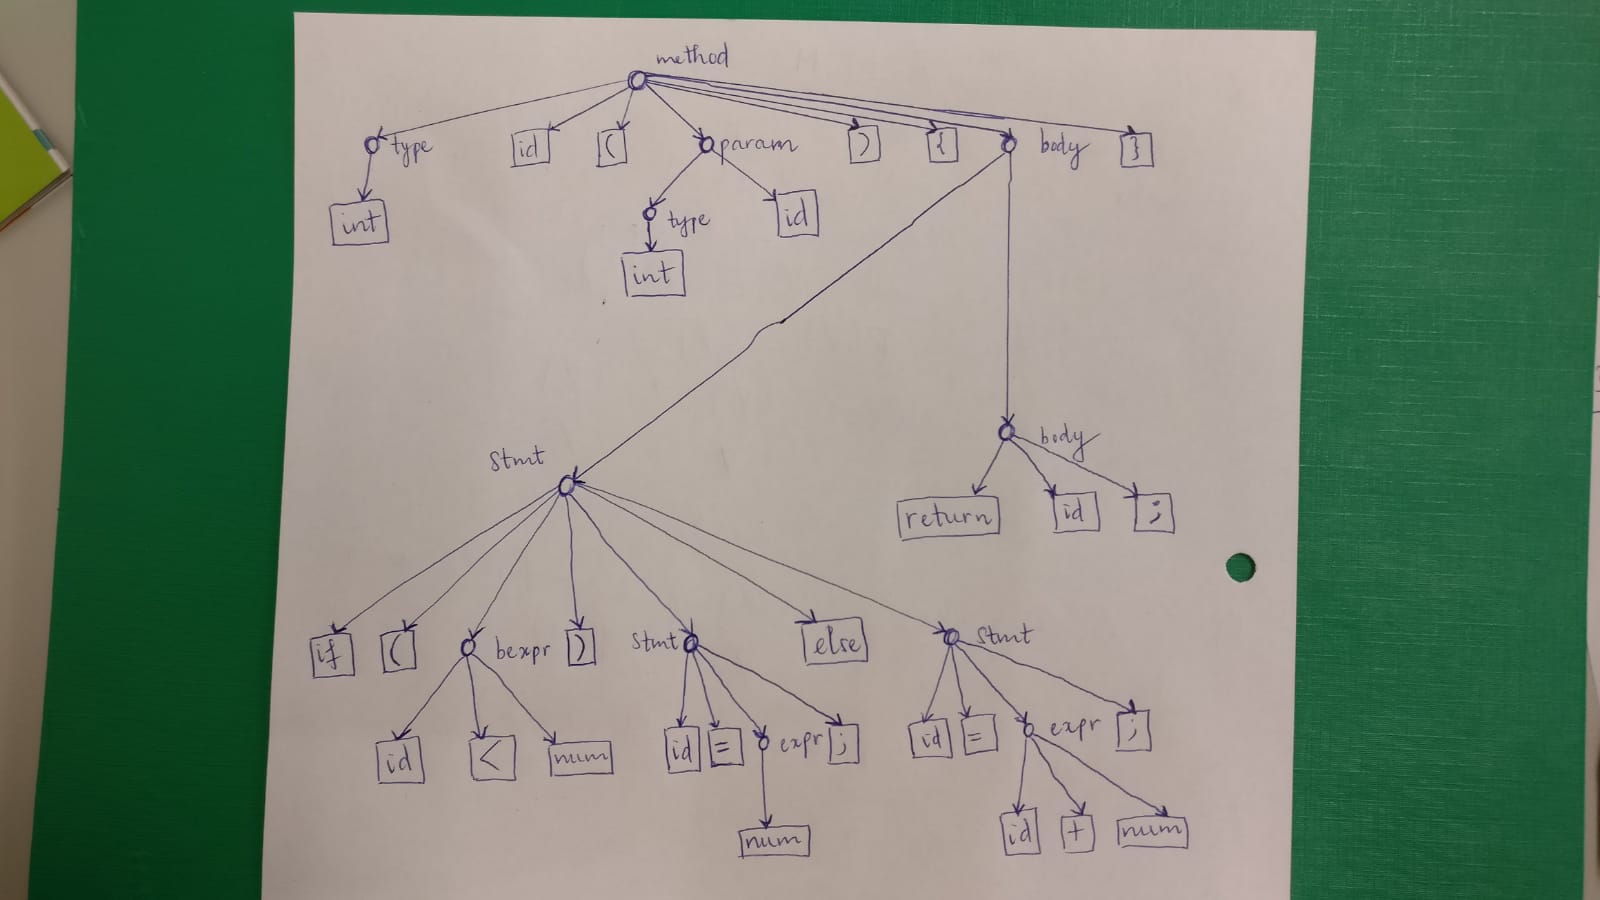 method
type id ( param ) { body }
int type id
int
Stmt body
return id ;
if ( bexpr ) Stmt else Stmt
id < num id = expr ; id = expr ;
num id + num